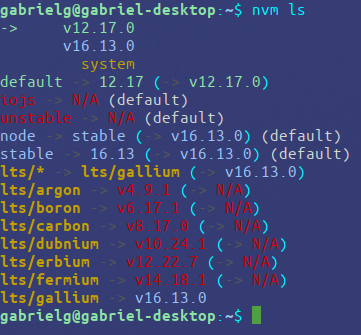 gabrielg@gabriel-desktop:~$ nvm ls
->     v12.17.0
       v16.13.0
         system
default -> 12.17 (-> v12.17.0)
iojs -> N/A (default)
unstable -> N/A (default)
node -> stable (-> v16.13.0) (default)
stable -> 16.13 (-> v16.13.0) (default)
lts/* -> lts/gallium (-> v16.13.0)
lts/argon -> v4.9.1 (-> N/A)
lts/boron -> v6.17.1 (-> N/A)
lts/carbon -> v8.17.0 (-> N/A)
lts/dubnium -> v10.24.1 (-> N/A)
lts/erbium -> v12.22.7 (-> N/A)
lts/fermium -> v14.18.1 (-> N/A)
lts/gallium -> v16.13.0
gabrielg@gabriel-desktop:~$